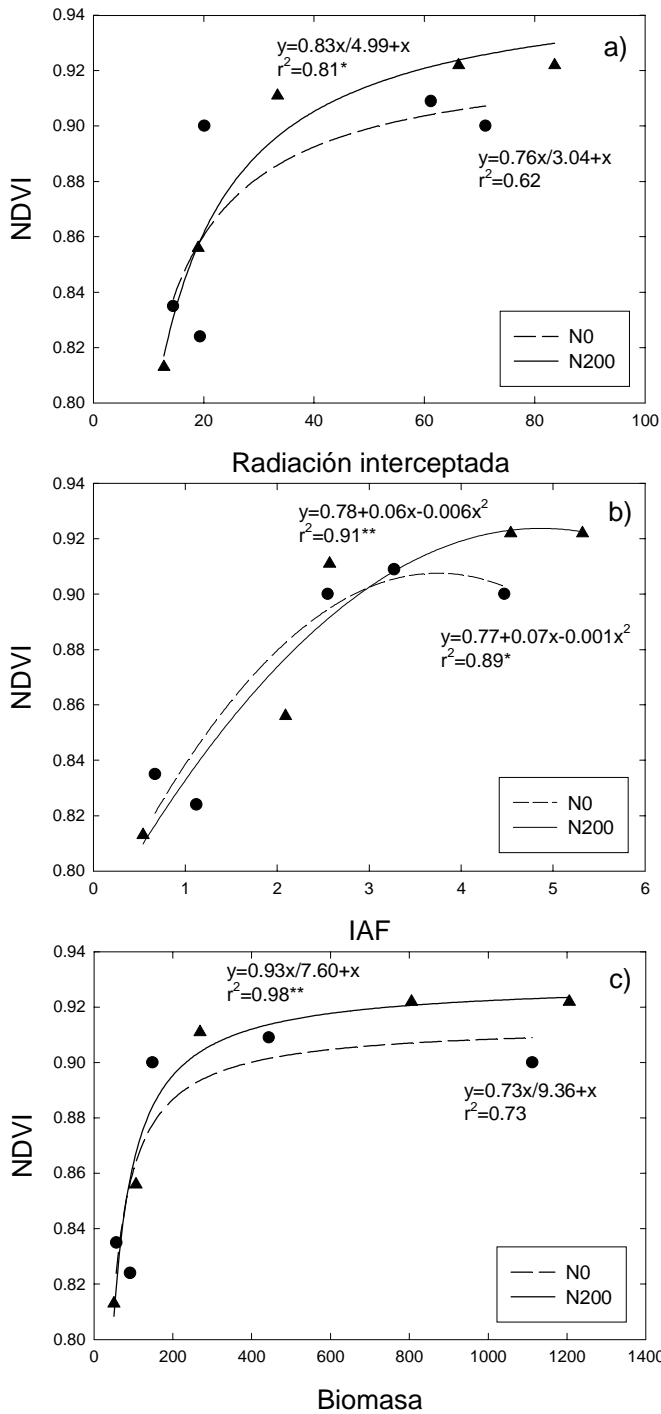 0.94
y=0.83x/4.99+x
r²=0.81*
a)
0.92
0.90
y=0.76x/3.04+x
r²=0.62
NDVI
0.88
0.86
0.84
N0
0.82
N200
0.80
0 20 40 60 80 100
Radiación interceptada
0.94
y=0.78+0.06x-0.006x²
r²=0.91**
b)
0.92
0.90
y=0.77+0.07x-0.001x²
r²=0.89*
NDVI
0.88
0.86
0.84
N0
0.82
N200
0.80
0 1 2 3 4 5 6
IAF
0.94
y=0.93x/7.60+x
r²=0.98**
c)
0.92
0.90
y=0.73x/9.36+x
r²=0.73
NDVI
0.88
0.86
0.84
N0
0.82
N200
0.80
0 200 400 600 800 1000 1200 1400
Biomasa